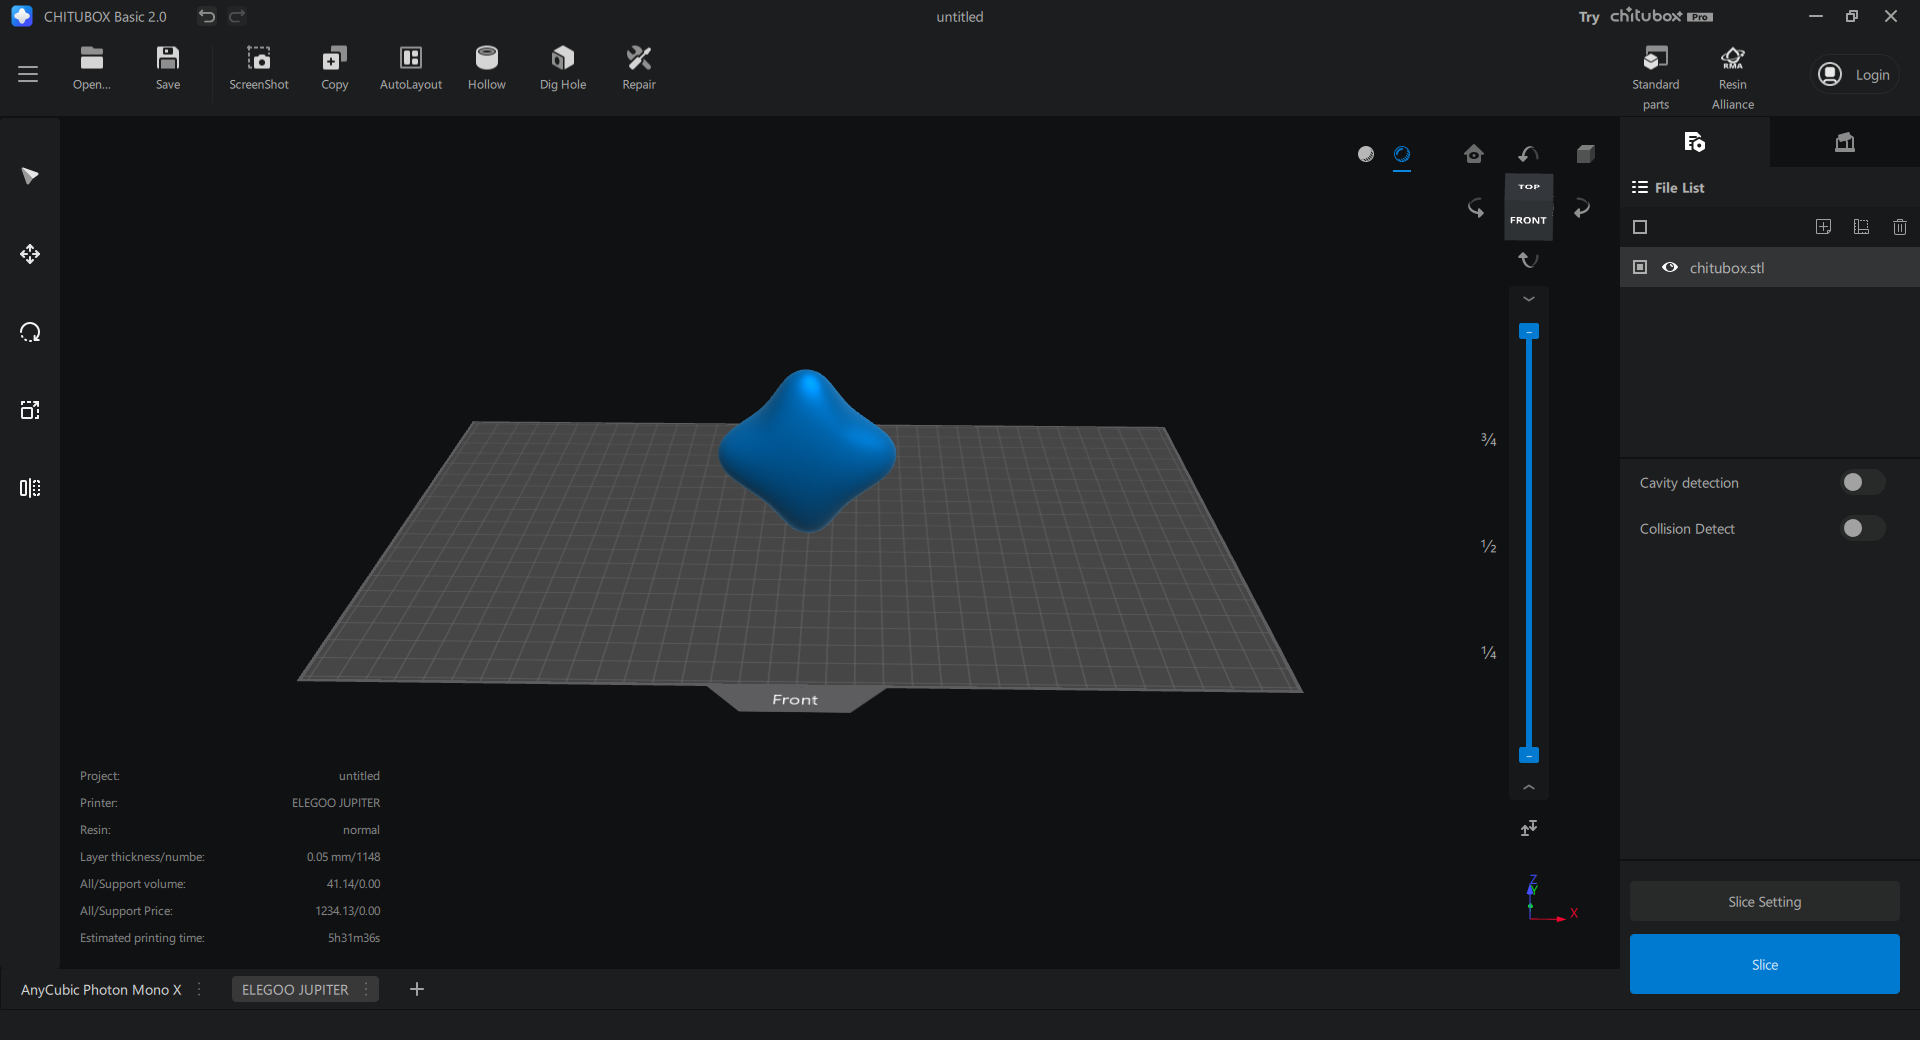 CHITUBOX Basic 2.0
untitled
Try chitubox Pro
Open...
Save
ScreenShot
Copy
AutoLayout
Hollow
Dig Hole
Repair
Standard
parts
RMA
Resin
Alliance
Login
TOP
FRONT
File List
chitubox.stl
¾
½
¼
Cavity detection
Collision Detect
Front
Project: untitled
Printer: ELEGOO JUPITER
Resin: normal
Layer thickness/numbe: 0.05 mm/1148
All/Support volume: 41.14/0.00
All/Support Price: 1234.13/0.00
Estimated printing time: 5h31m36s
Z
Y
X
Slice Setting
Slice
AnyCubic Photon Mono X
ELEGOO JUPITER